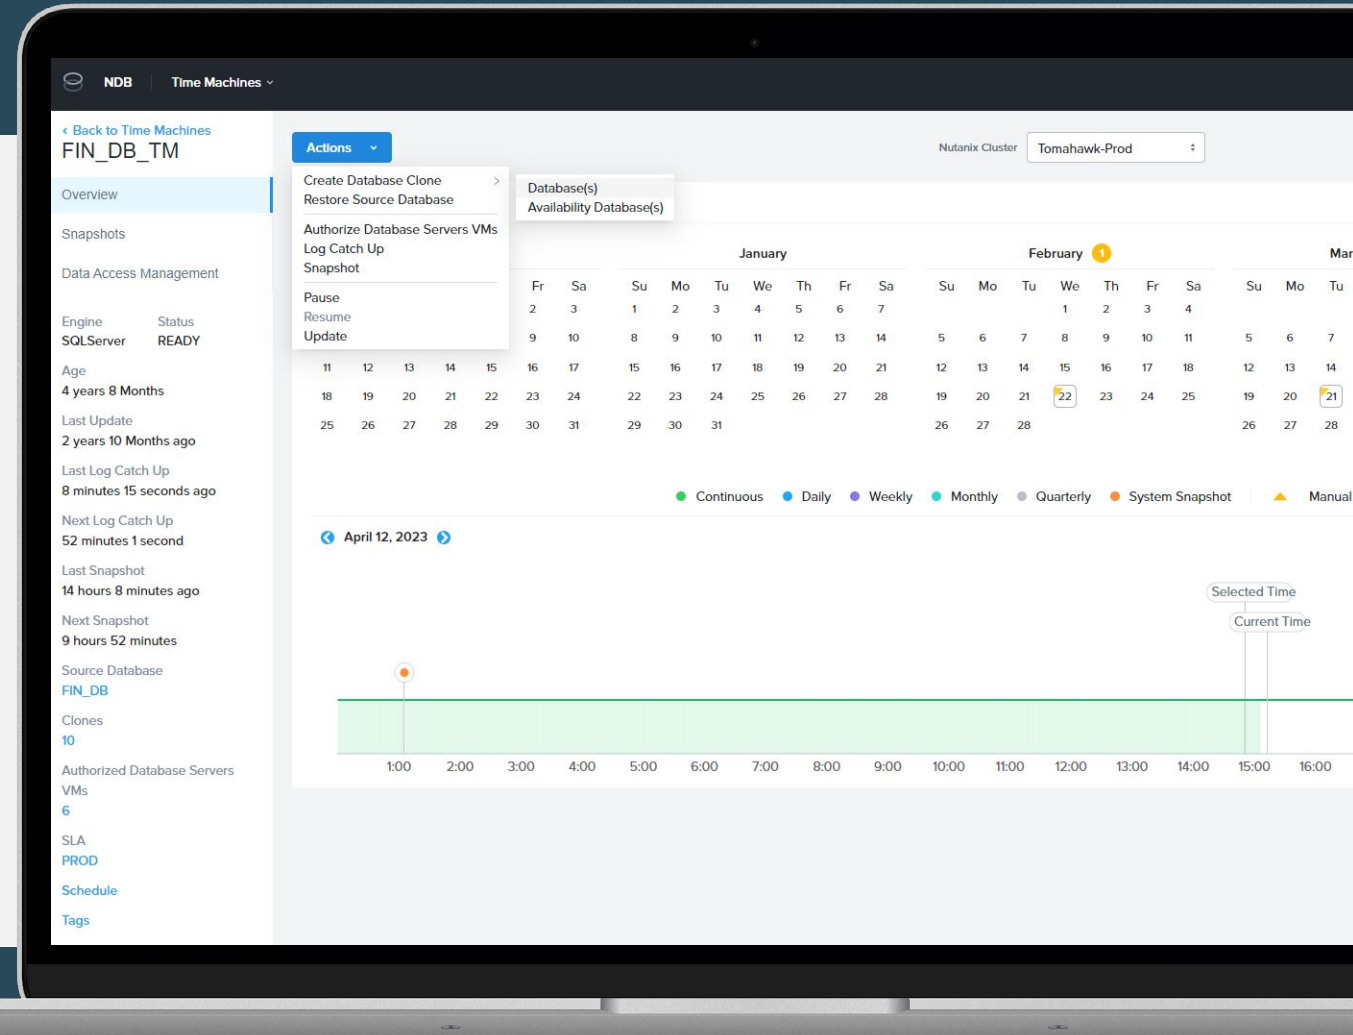 NDB Time Machines
Back to Time Machines
FIN_DB_TM
Overview
Snapshots
Data Access Management
Engine Status
SQLServer READY
Age
4 years 8 Months
Last Update
2 years 10 Months ago
Last Log Catch Up
8 minutes 15 seconds ago
Next Log Catch Up
52 minutes 1 second
Last Snapshot
14 hours 8 minutes ago
Next Snapshot
9 hours 52 minutes
Source Database
FIN_DB
Clones
10
Authorized Database Servers
VMs
6
SLA
PROD
Schedule
Tags
Actions
Nutanix Cluster Tomahawk-Prod
Create Database Clone
Restore Source Database
Authorize Database Servers VMs
Log Catch Up
Snapshot
Pause
Resume
Update
Database(s)
Availability Database(s)
Fr Sa
2 3
9 10
11 12 13 14 15 16 17
18 19 20 21 22 23 24
25 26 27 28 29 30 31
January
Su Mo Tu We Th Fr Sa
1 2 3 4 5 6 7
8 9 10 11 12 13 14
15 16 17 18 19 20 21
22 23 24 25 26 27 28
29 30 31
February 1
Su Mo Tu We Th Fr Sa
1 2 3 4
5 6 7 8 9 10 11
12 13 14 15 16 17 18
19 20 21 22 23 24 25
26 27 28
Mar
Su Mo Tu
5 6 7
12 13 14
19 20 21
26 27 28
Continuous Daily Weekly Monthly Quarterly System Snapshot Manual
April 12, 2023
Selected Time
Current Time
1:00 2:00 3:00 4:00 5:00 6:00 7:00 8:00 9:00 10:00 11:00 12:00 13:00 14:00 15:00 16:00